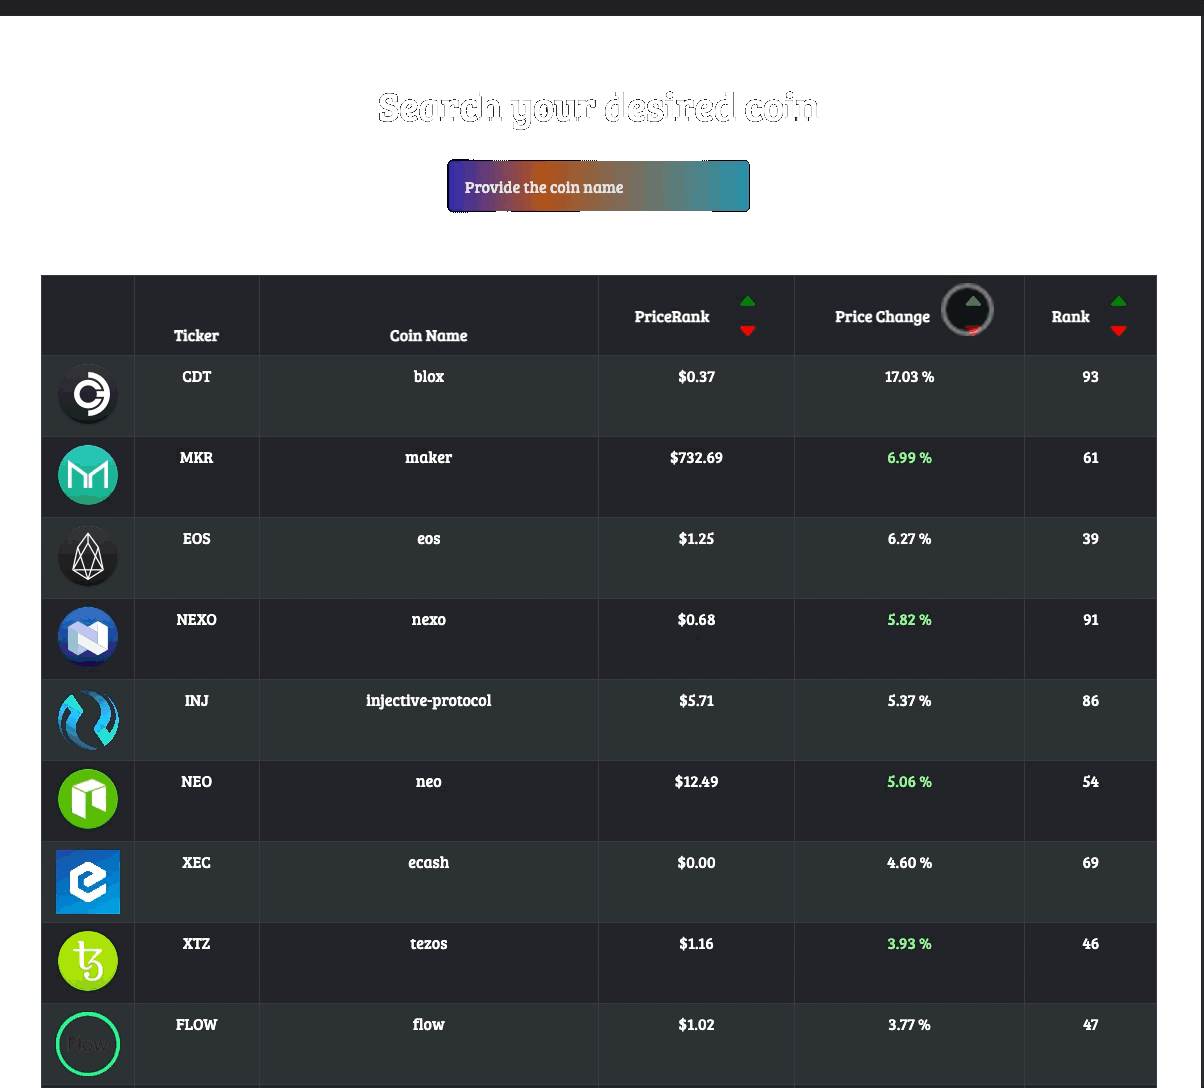 Search your desired coin
Provide the coin name
Ticker Coin Name PriceRank Price Change Rank
CDT blox $0.37 17.03 % 93
MKR maker $732.69 6.99 % 61
EOS eos $1.25 6.27 % 39
NEXO nexo $0.68 5.82 % 91
INJ injective-protocol $5.71 5.37 % 86
NEO neo $12.49 5.06 % 54
XEC ecash $0.00 4.60 % 69
XTZ tezos $1.16 3.93 % 46
FLOW flow $1.02 3.77 % 47
Flow